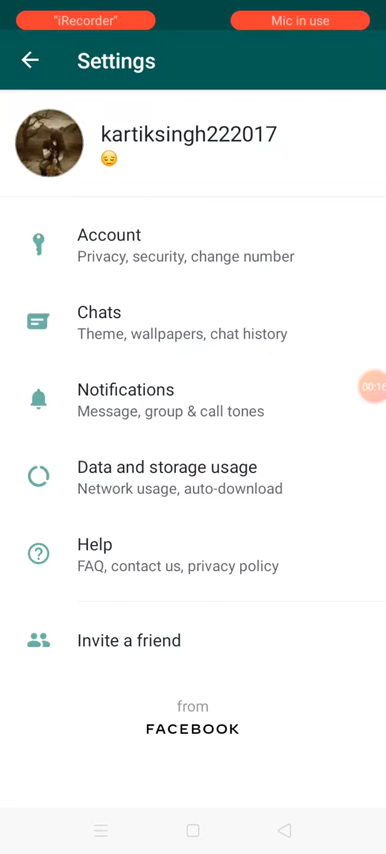 "iRecorder" Mic in use
Settings
kartiksingh222017
😔
Account
Privacy, security, change number
Chats
Theme, wallpapers, chat history
Notifications
Message, group & call tones
00:16
Data and storage usage
Network usage, auto-download
Help
FAQ, contact us, privacy policy
Invite a friend
from
FACEBOOK